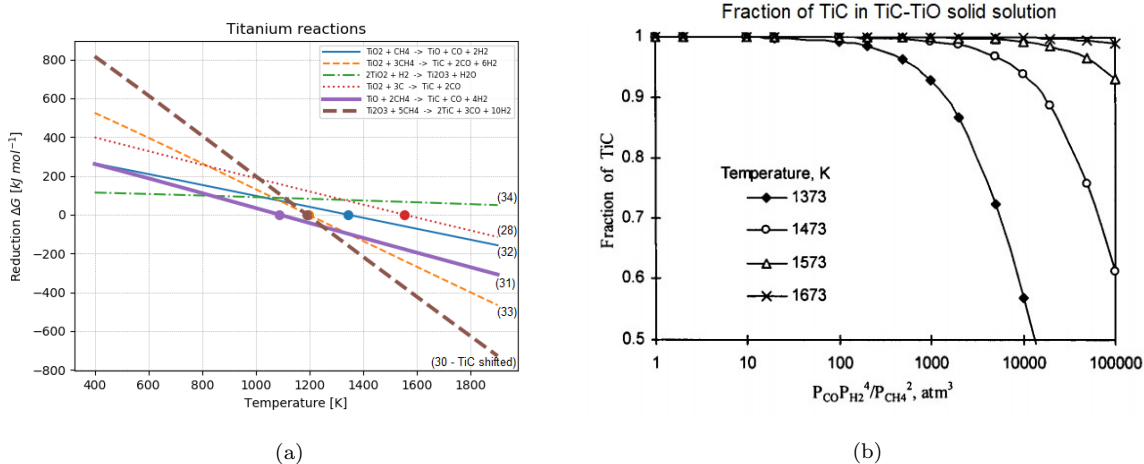 Titanium reactions
TiO2 + CH4 -> TiO + CO + 2H2
TiO2 + 3CH4 -> TiC + 2CO + 6H2
2TiO2 + H2 -> Ti2O3 + H2O
TiO2 + 3C -> TiC + 2CO
TiO + 2CH4 -> TiC + CO + 4H2
Ti2O3 + 5CH4 -> 2TiC + 3CO + 10H2
800
600
400
200
0
−200
−400
−600
−800
Reduction ΔG [kJ mol⁻¹]
(34)
(28)
(32)
(31)
(33)
(30 - TiC shifted)
400
600
800
1000
1200
1400
1600
1800
Temperature [K]
(a)
Fraction of TiC in TiC-TiO solid solution
1
0.9
0.8
0.7
0.6
0.5
Fraction of TiC
Temperature, K
1373
1473
1573
1673
1
10
100
1000
10000
100000
P_CO P_H2^4/P_CH4^2, atm^3
(b)